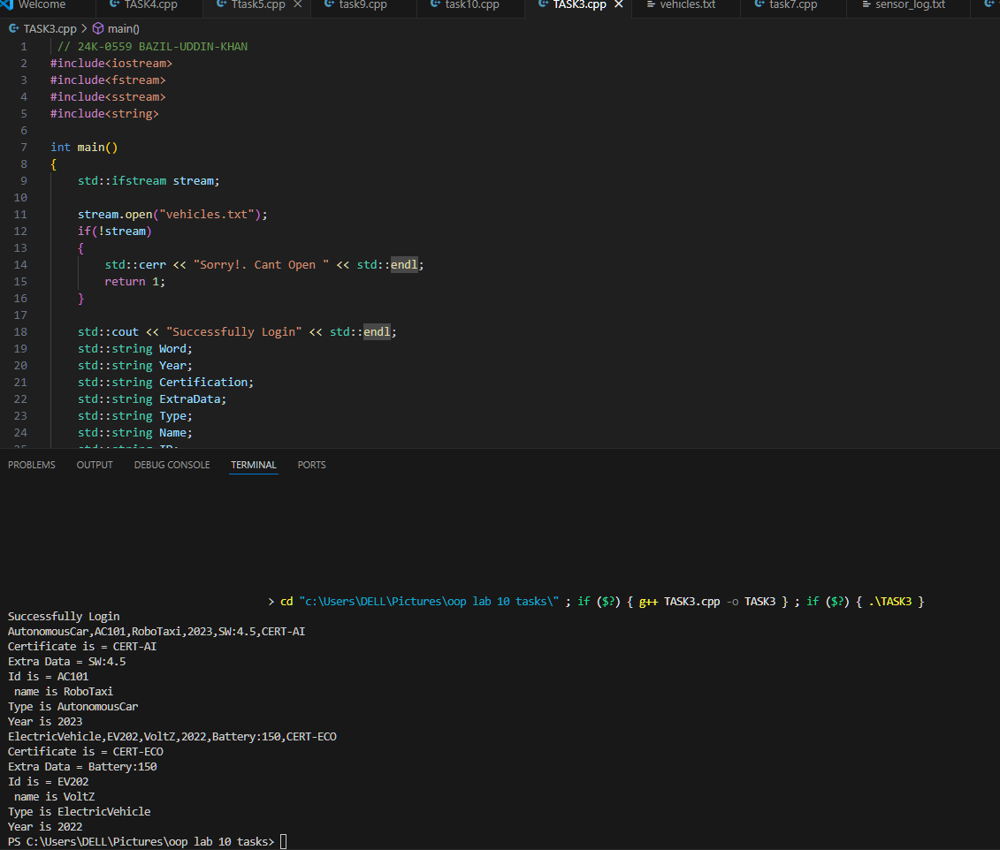 Welcome TASK4.cpp Ttask5.cpp task9.cpp task10.cpp TASK3.cpp vehicles.txt task7.cpp sensor_log.txt
TASK3.cpp > main()
1 // 24K-0559 BAZIL-UDDIN-KHAN
2 #include<iostream>
3 #include<fstream>
4 #include<sstream>
5 #include<string>
6
7 int main()
8 {
9 std::ifstream stream;
10
11 stream.open("vehicles.txt");
12 if(!stream)
13 {
14 std::cerr << "Sorry!. Cant Open " << std::endl;
15 return 1;
16 }
17
18 std::cout << "Successfully Login" << std::endl;
19 std::string Word;
20 std::string Year;
21 std::string Certification;
22 std::string ExtraData;
23 std::string Type;
24 std::string Name;
25 std::string ID;
PROBLEMS OUTPUT DEBUG CONSOLE TERMINAL PORTS
> cd "c:\Users\DELL\Pictures\oop lab 10 tasks\" ; if ($?) { g++ TASK3.cpp -o TASK3 } ; if ($?) { .\TASK3 }
Successfully Login
AutonomousCar,AC101,RoboTaxi,2023,SW:4.5,CERT-AI
Certificate is = CERT-AI
Extra Data = SW:4.5
Id is = AC101
name is RoboTaxi
Type is AutonomousCar
Year is 2023
ElectricVehicle,EV202,VoltZ,2022,Battery:150,CERT-ECO
Certificate is = CERT-ECO
Extra Data = Battery:150
Id is = EV202
name is VoltZ
Type is ElectricVehicle
Year is 2022
PS C:\Users\DELL\Pictures\oop lab 10 tasks>